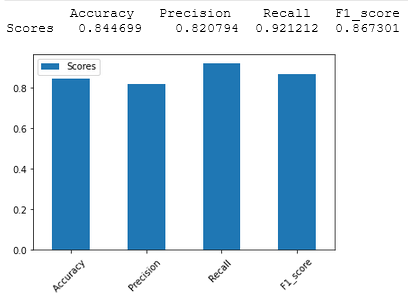 Accuracy Precision Recall F1_score
Scores 0.844699 0.820794 0.921212 0.867301
Scores
0.8
0.6
0.4
0.2
0.0
Accuracy Precision Recall F1_score